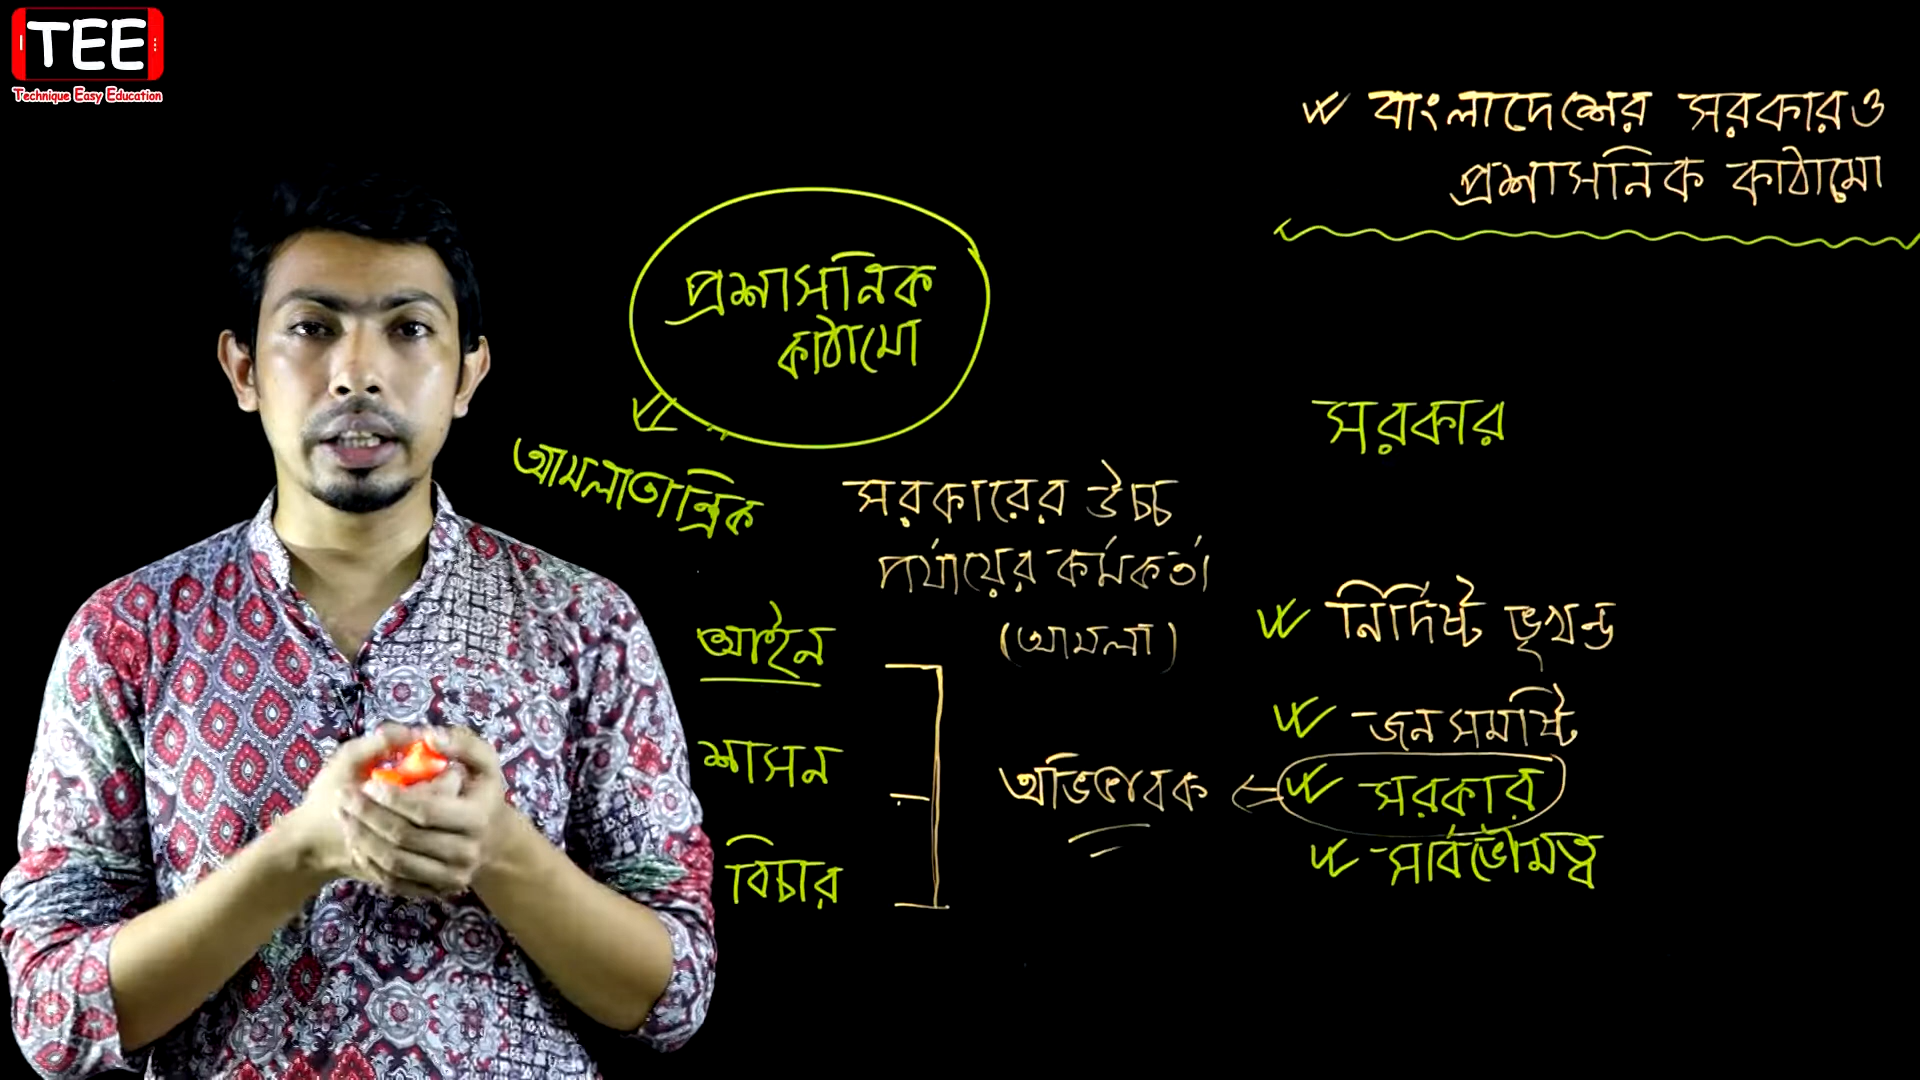 TEE
Technique Easy Education
বাংলাদেশের সরকার ও
প্রশাসনিক কাঠামো
প্রশাসনিক
কাঠামো
আমলাতান্ত্রিক
সরকারের উচ্চ
পর্যায়ের কর্মকর্তা
(আমলা)
আইন
শাসন
বিচার
অভিভাবক
সরকার
নির্দিষ্ট ভূখন্ড
জনসমষ্টি
সরকার
সার্বভৌমত্ব